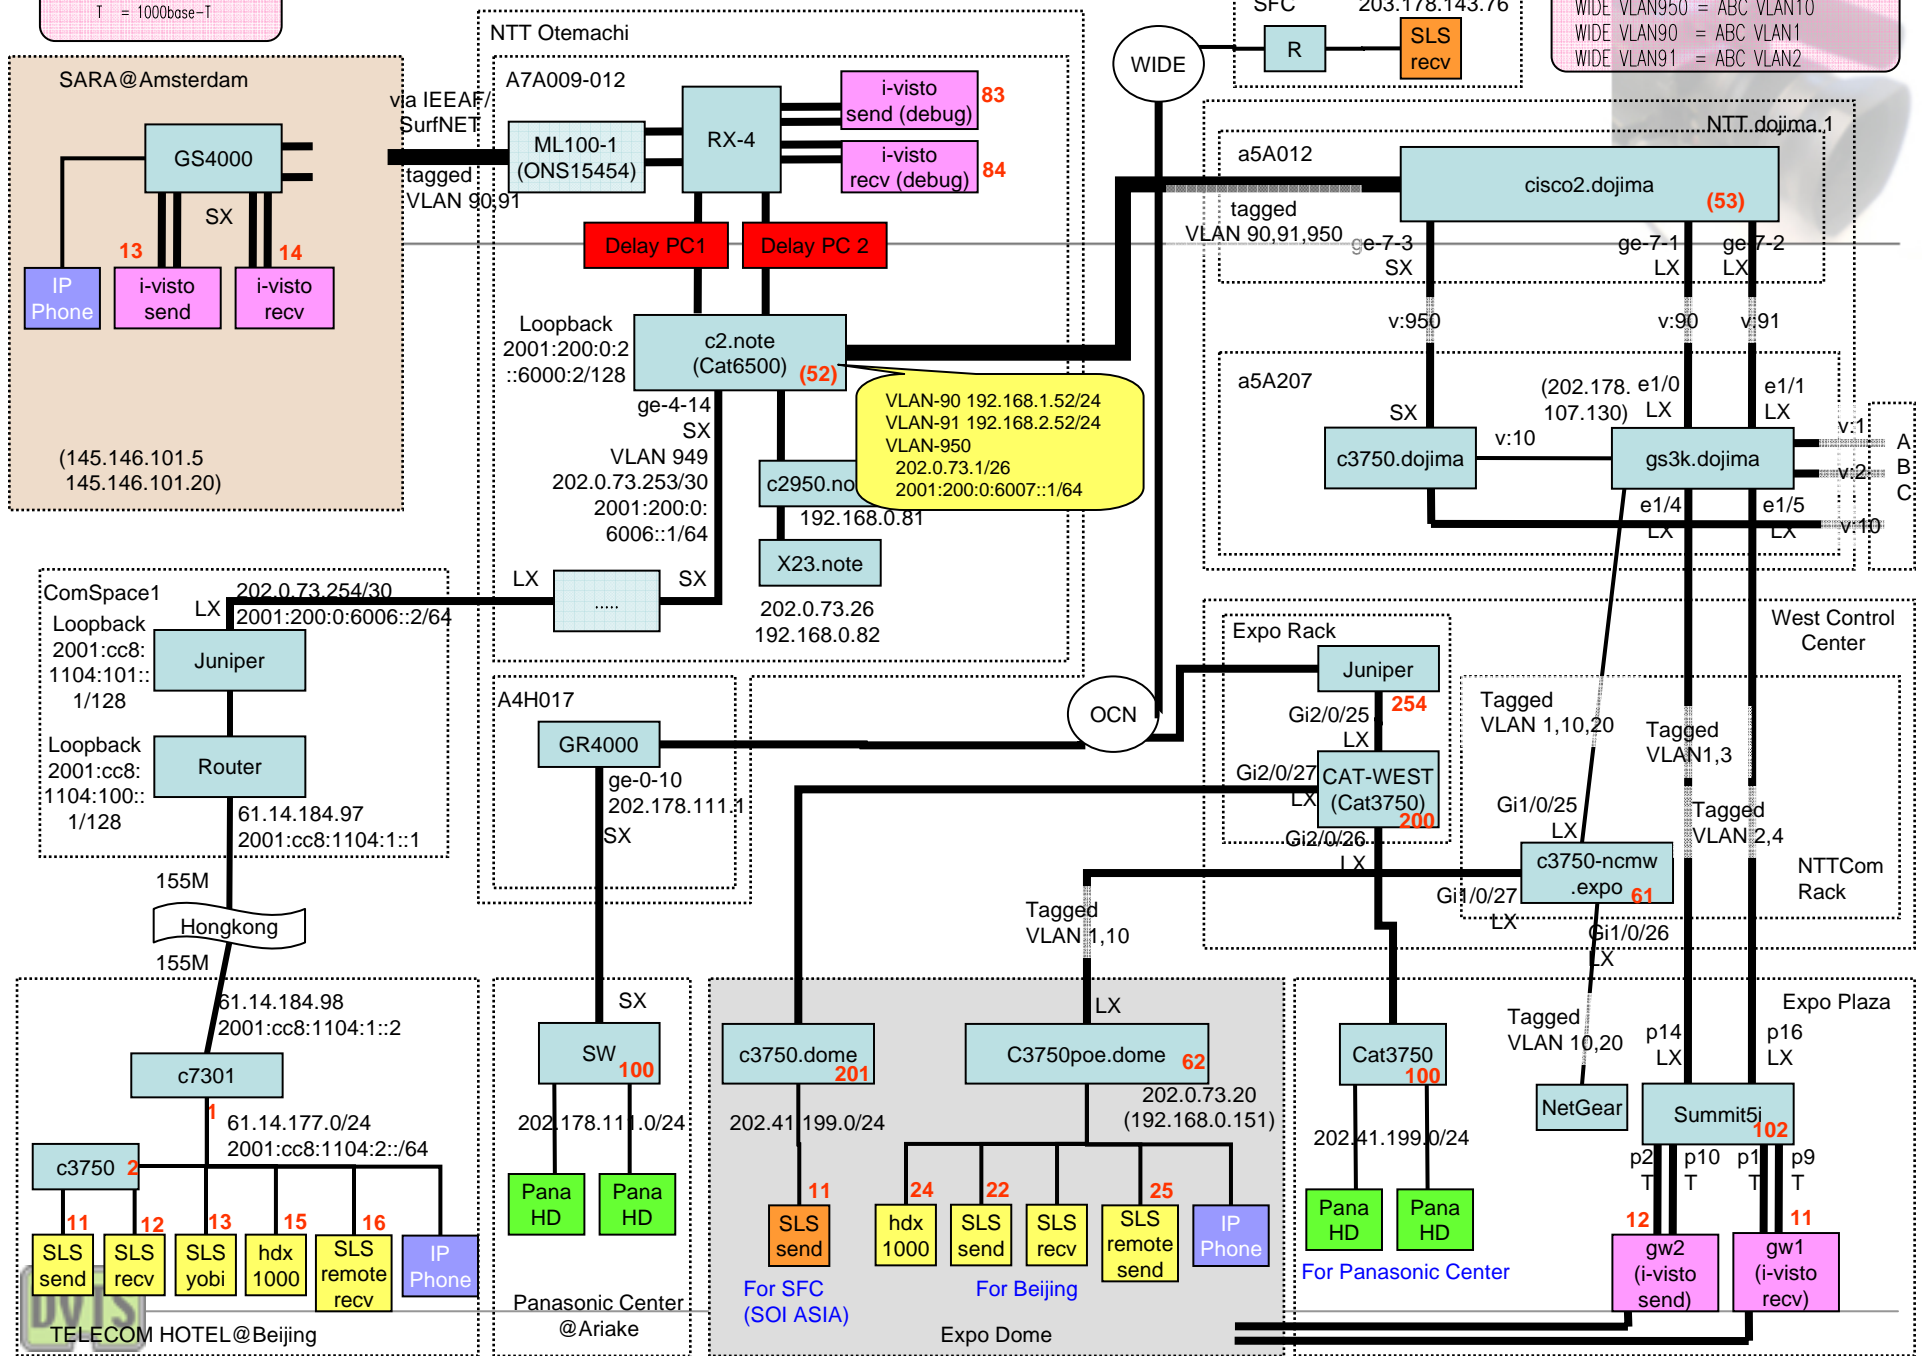 T = 1000base-T
SARA@Amsterdam
GS4000
SX
13
14
IP
Phone
i-visto
send
i-visto
recv
(145.146.101.5
145.146.101.20)
via IEEAF/
SurfNET
tagged
VLAN 90,91
NTT Otemachi
A7A009-012
ML100-1
(ONS15454)
RX-4
i-visto
send (debug)
83
i-visto
recv (debug)
84
Delay PC1
Delay PC 2
Loopback
2001:200:0:2
::6000:2/128
c2.note
(Cat6500)
(52)
VLAN-90 192.168.1.52/24
VLAN-91 192.168.2.52/24
VLAN-950
202.0.73.1/26
2001:200:0:6007::1/64
ge-4-14
SX
VLAN 949
202.0.73.253/30
2001:200:0:
6006::1/64
c2950.no
192.168.0.81
X23.note
202.0.73.26
192.168.0.82
LX
.....
SX
WIDE
SFC
203.178.143.76
R
SLS
recv
WIDE VLAN950 = ABC VLAN10
WIDE VLAN90 = ABC VLAN1
WIDE VLAN91 = ABC VLAN2
NTT dojima.1
a5A012
cisco2.dojima
(53)
tagged
VLAN 90,91,950
ge-7-3
SX
ge-7-1
LX
ge-7-2
LX
v:950
v:90
v:91
a5A207
(202.178.
107.130)
e1/0
LX
e1/1
LX
SX
c3750.dojima
v:10
gs3k.dojima
v:1
v:2
v:10
A
B
C
e1/4
LX
e1/5
LX
ComSpace1
LX
202.0.73.254/30
2001:200:0:6006::2/64
Loopback
2001:cc8:
1104:101::
1/128
Juniper
Loopback
2001:cc8:
1104:100::
1/128
Router
61.14.184.97
2001:cc8:1104:1::1
155M
Hongkong
155M
61.14.184.98
2001:cc8:1104:1::2
c7301
1
61.14.177.0/24
2001:cc8:1104:2::/64
c3750
2
11
SLS
send
12
SLS
recv
13
SLS
yobi
15
hdx
1000
16
SLS
remote
recv
IP
Phone
DVTS
TELECOM HOTEL@Beijing
A4H017
GR4000
ge-0-10
202.178.111.1
SX
OCN
SX
SW
100
202.178.111.0/24
Pana
HD
Pana
HD
Panasonic Center
@Ariake
West Control
Center
Expo Rack
Juniper
254
Gi2/0/25
LX
Gi2/0/27
LX
CAT-WEST
(Cat3750)
200
Gi2/0/26
LX
Tagged
VLAN 1,10,20
Tagged
VLAN1,3
Tagged
VLAN 2,4
Gi1/0/25
LX
c3750-ncmw
.expo
61
NTTCom
Rack
Gi1/0/27
LX
Gi1/0/26
LX
Tagged
VLAN 1,10
LX
c3750.dome
201
202.41.199.0/24
11
SLS
send
For SFC
(SOI ASIA)
C3750poe.dome
62
202.0.73.20
(192.168.0.151)
24
hdx
1000
22
SLS
send
SLS
recv
25
SLS
remote
send
IP
Phone
For Beijing
Expo Dome
Expo Plaza
Cat3750
100
202.41.199.0/24
Pana
HD
Pana
HD
For Panasonic Center
Tagged
VLAN 10,20
NetGear
p14
LX
p16
LX
Summit5i
102
p2
T
p10
T
p1
T
p9
T
12
gw2
(i-visto
send)
11
gw1
(i-visto
recv)